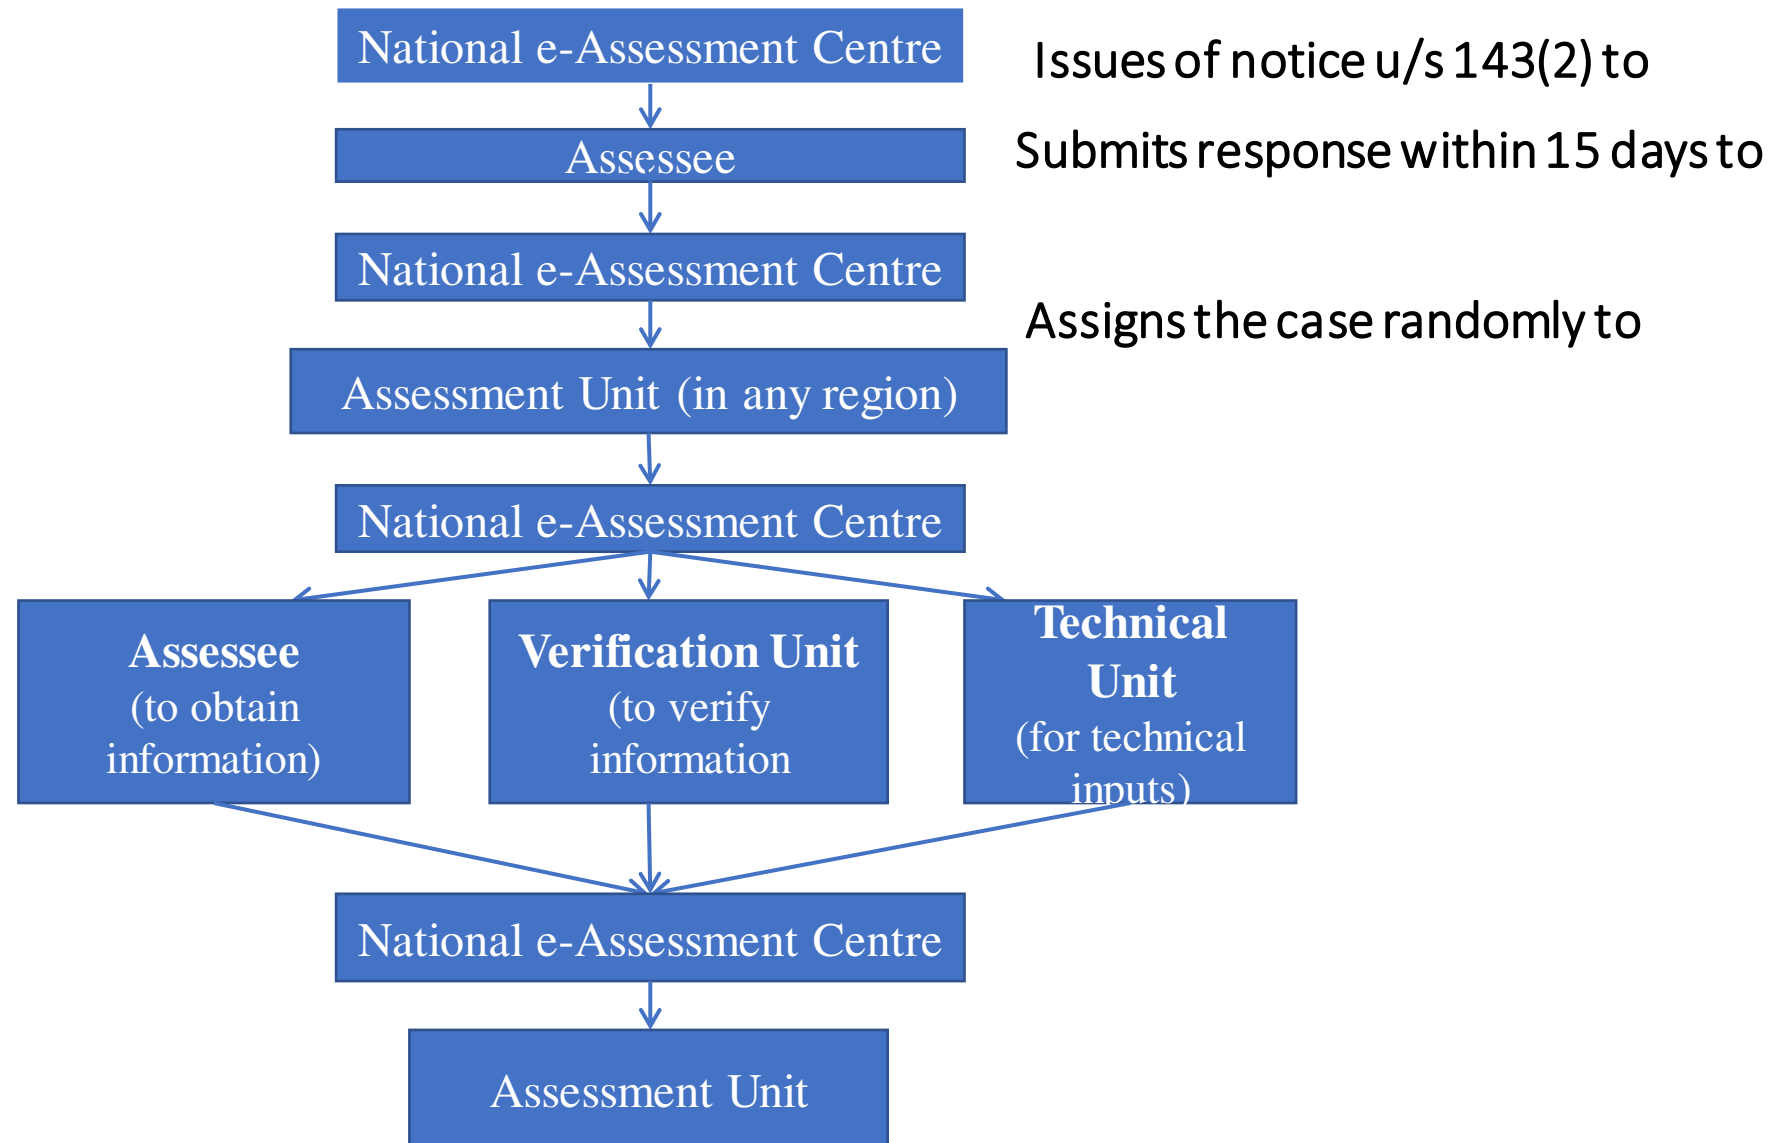 National e-Assessment Centre
Issues of notice u/s 143(2) to
Assessee
Submits response within 15 days to
National e-Assessment Centre
Assigns the case randomly to
Assessment Unit (in any region)
National e-Assessment Centre
Assessee
(to obtain
information)
Verification Unit
(to verify
information
Technical
Unit
(for technical
inputs)
National e-Assessment Centre
Assessment Unit